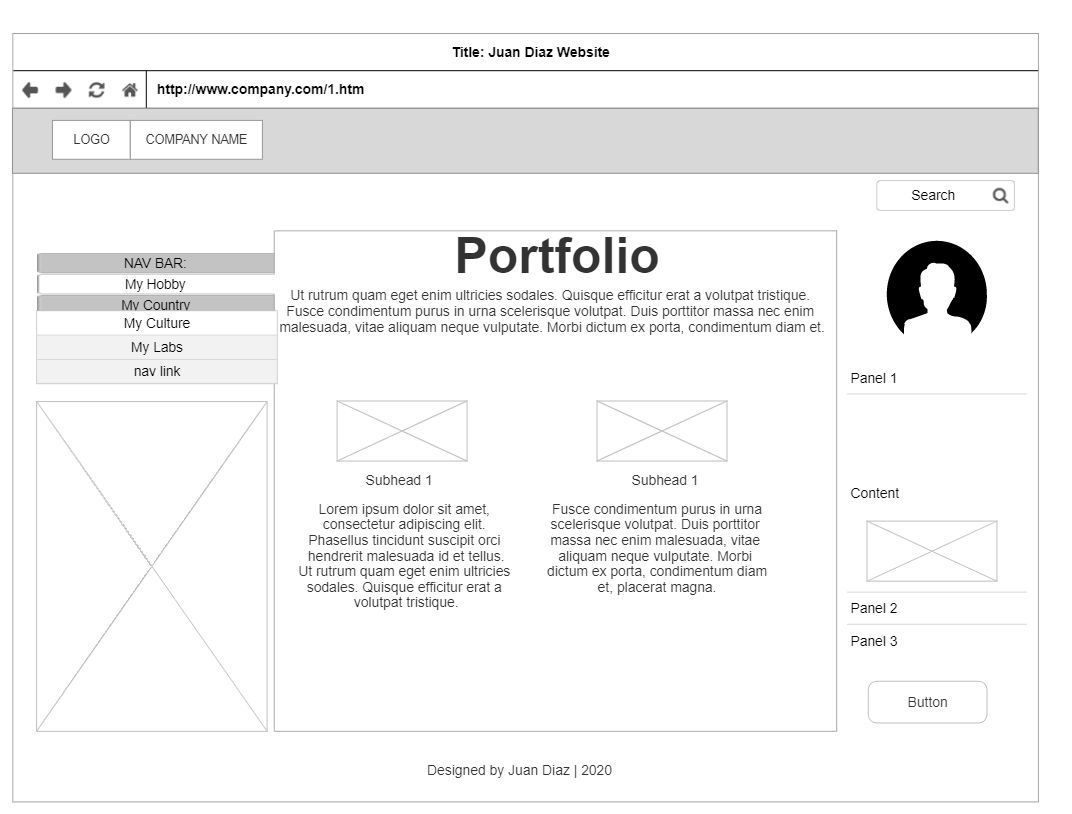 Title: Juan Diaz Website
http://www.company.com/1.htm
LOGO
COMPANY NAME
Search
NAV BAR:
My Hobby
My Country
My Culture
My Labs
nav link
Portfolio
Ut rutrum quam eget enim ultricies sodales. Quisque efficitur erat a volutpat tristique.
Fusce condimentum purus in urna scelerisque volutpat. Duis porttitor massa nec enim
malesuada, vitae aliquam neque vulputate. Morbi dictum ex porta, condimentum diam et.
Subhead 1
Lorem ipsum dolor sit amet,
consectetur adipiscing elit.
Phasellus tincidunt suscipit orci
hendrerit malesuada id et tellus.
Ut rutrum quam eget enim ultricies
sodales. Quisque efficitur erat a
volutpat tristique.
Subhead 1
Fusce condimentum purus in urna
scelerisque volutpat. Duis porttitor
massa nec enim malesuada, vitae
aliquam neque vulputate. Morbi
dictum ex porta, condimentum diam
et, placerat magna.
Panel 1
Content
Panel 2
Panel 3
Button
Designed by Juan Diaz | 2020